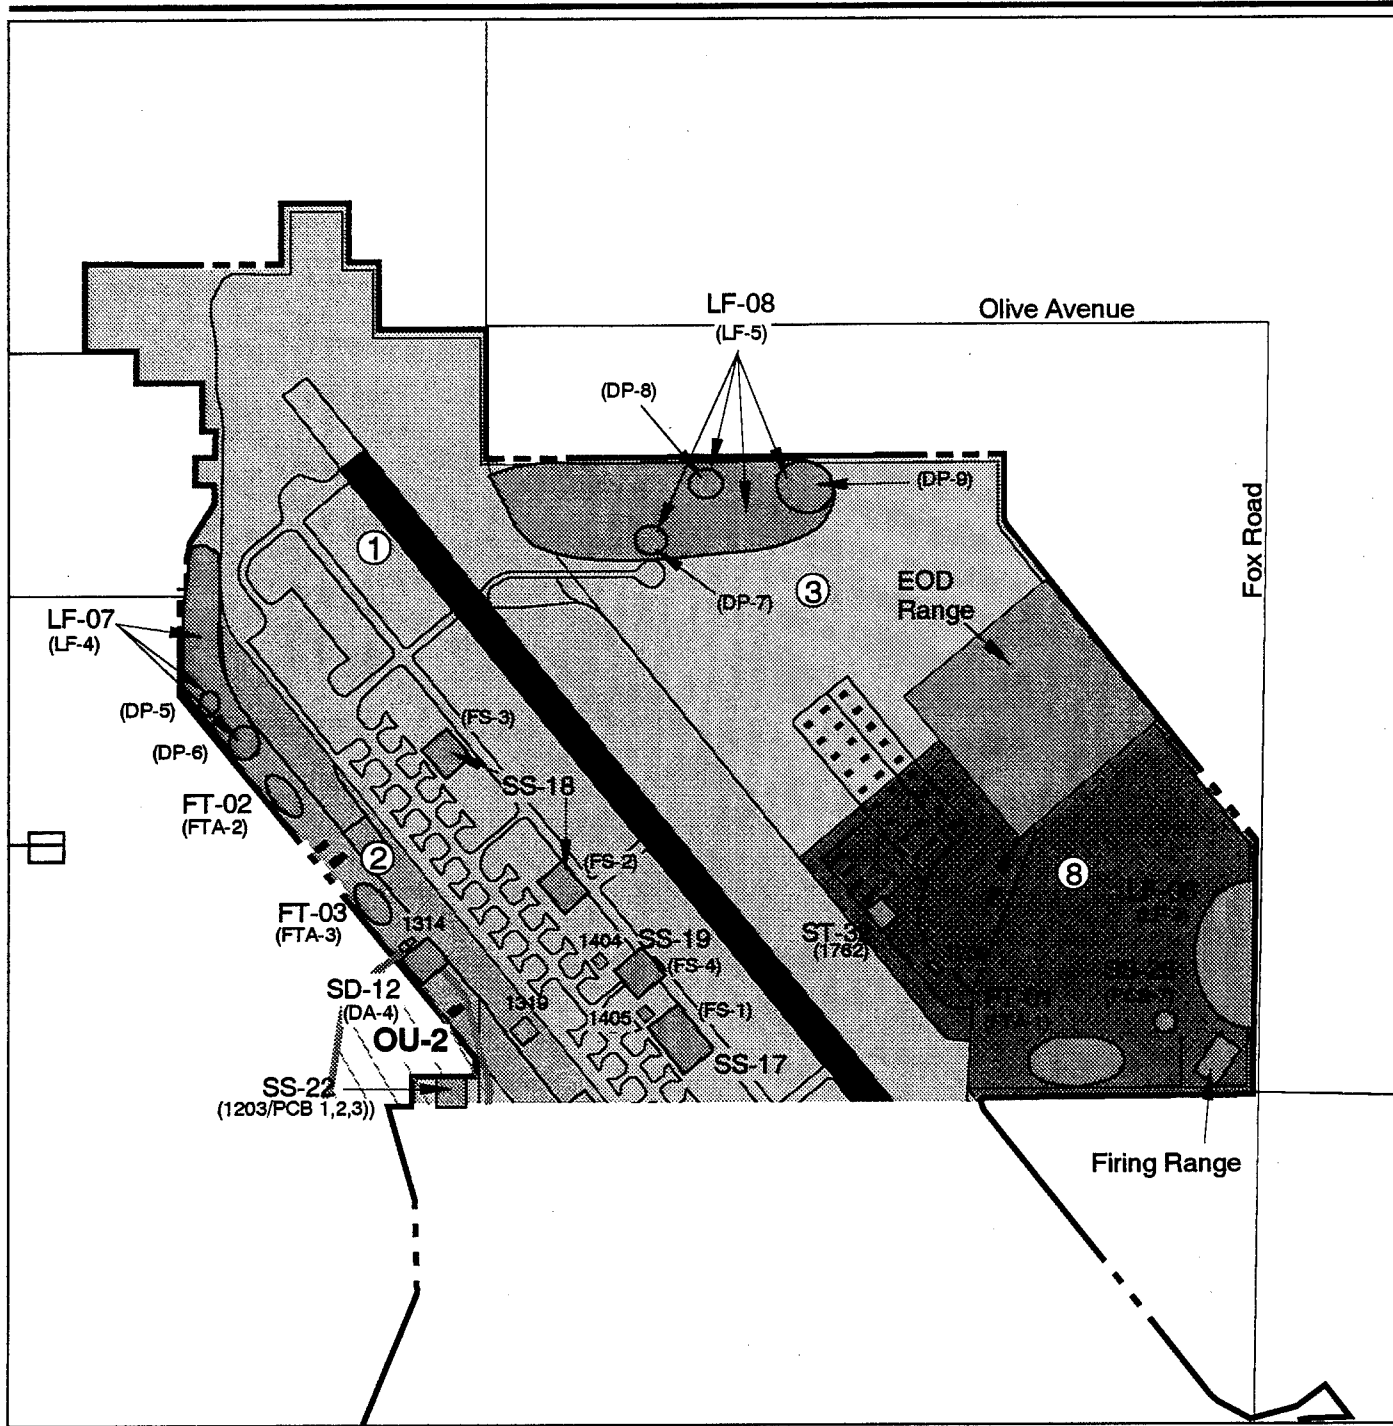 LF-08
(LF-5)
Olive Avenue
(DP-8)
(DP-9)
Fox Road
1
3
EOD
Range
(DP-7)
LF-07
(LF-4)
(DP-5)
(DP-6)
(FS-3)
SS-18
FT-02
(FTA-2)
2
(FS-2)
8
FT-03
(FTA-3)
1314
1404
SS-19
(FS-4)
(1762)
SD-12
(DA-4)
1319
1405
(FS-1)
OU-2
SS-17
SS-22
(1203/PCB 1,2,3))
Firing Range